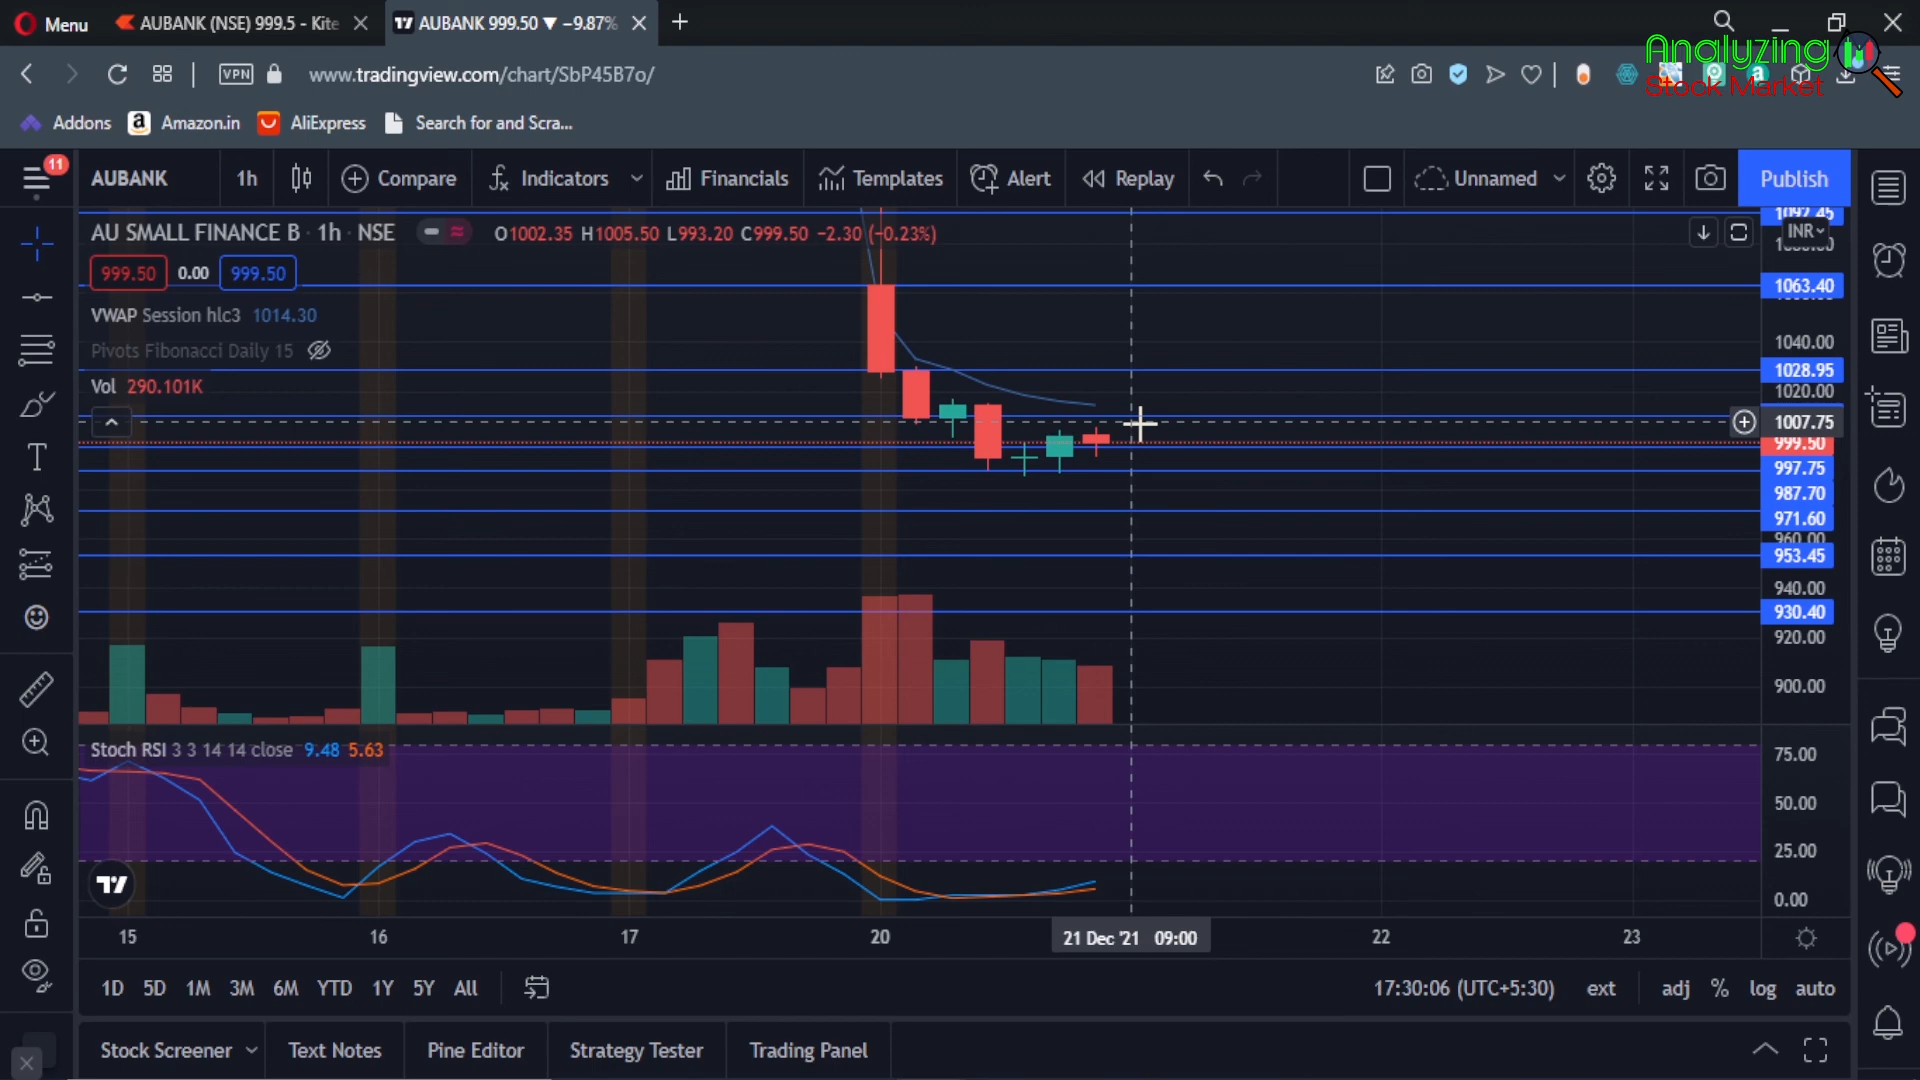 Menu
AUBANK (NSE) 999.5 - Kite
AUBANK 999.50 ▼ −9.87%
Analyzing
Stock Market
VPN
www.tradingview.com/chart/SbP45B7o/
Addons
Amazon.in
AliExpress
Search for and Scra...
11
AUBANK
1h
Compare
Indicators
Financials
Templates
Alert
Replay
Unnamed
Publish
AU SMALL FINANCE B · 1h · NSE
O1002.35 H1005.50 L993.20 C999.50 −2.30 (−0.23%)
999.50 0.00 999.50
VWAP Session hlc3 1014.30
Pivots Fibonacci Daily 15
Vol 290.101K
1092.45
INR
1063.40
1040.00
1028.95
1020.00
1007.75
999.50
997.75
987.70
971.60
960.00
953.45
940.00
930.40
920.00
900.00
Stoch RSI 3 3 14 14 close 9.48 5.63
75.00
50.00
25.00
0.00
15 16 17 20 21 Dec '21 09:00 22 23
1D 5D 1M 3M 6M YTD 1Y 5Y All
17:30:06 (UTC+5:30) ext adj % log auto
Stock Screener Text Notes Pine Editor Strategy Tester Trading Panel